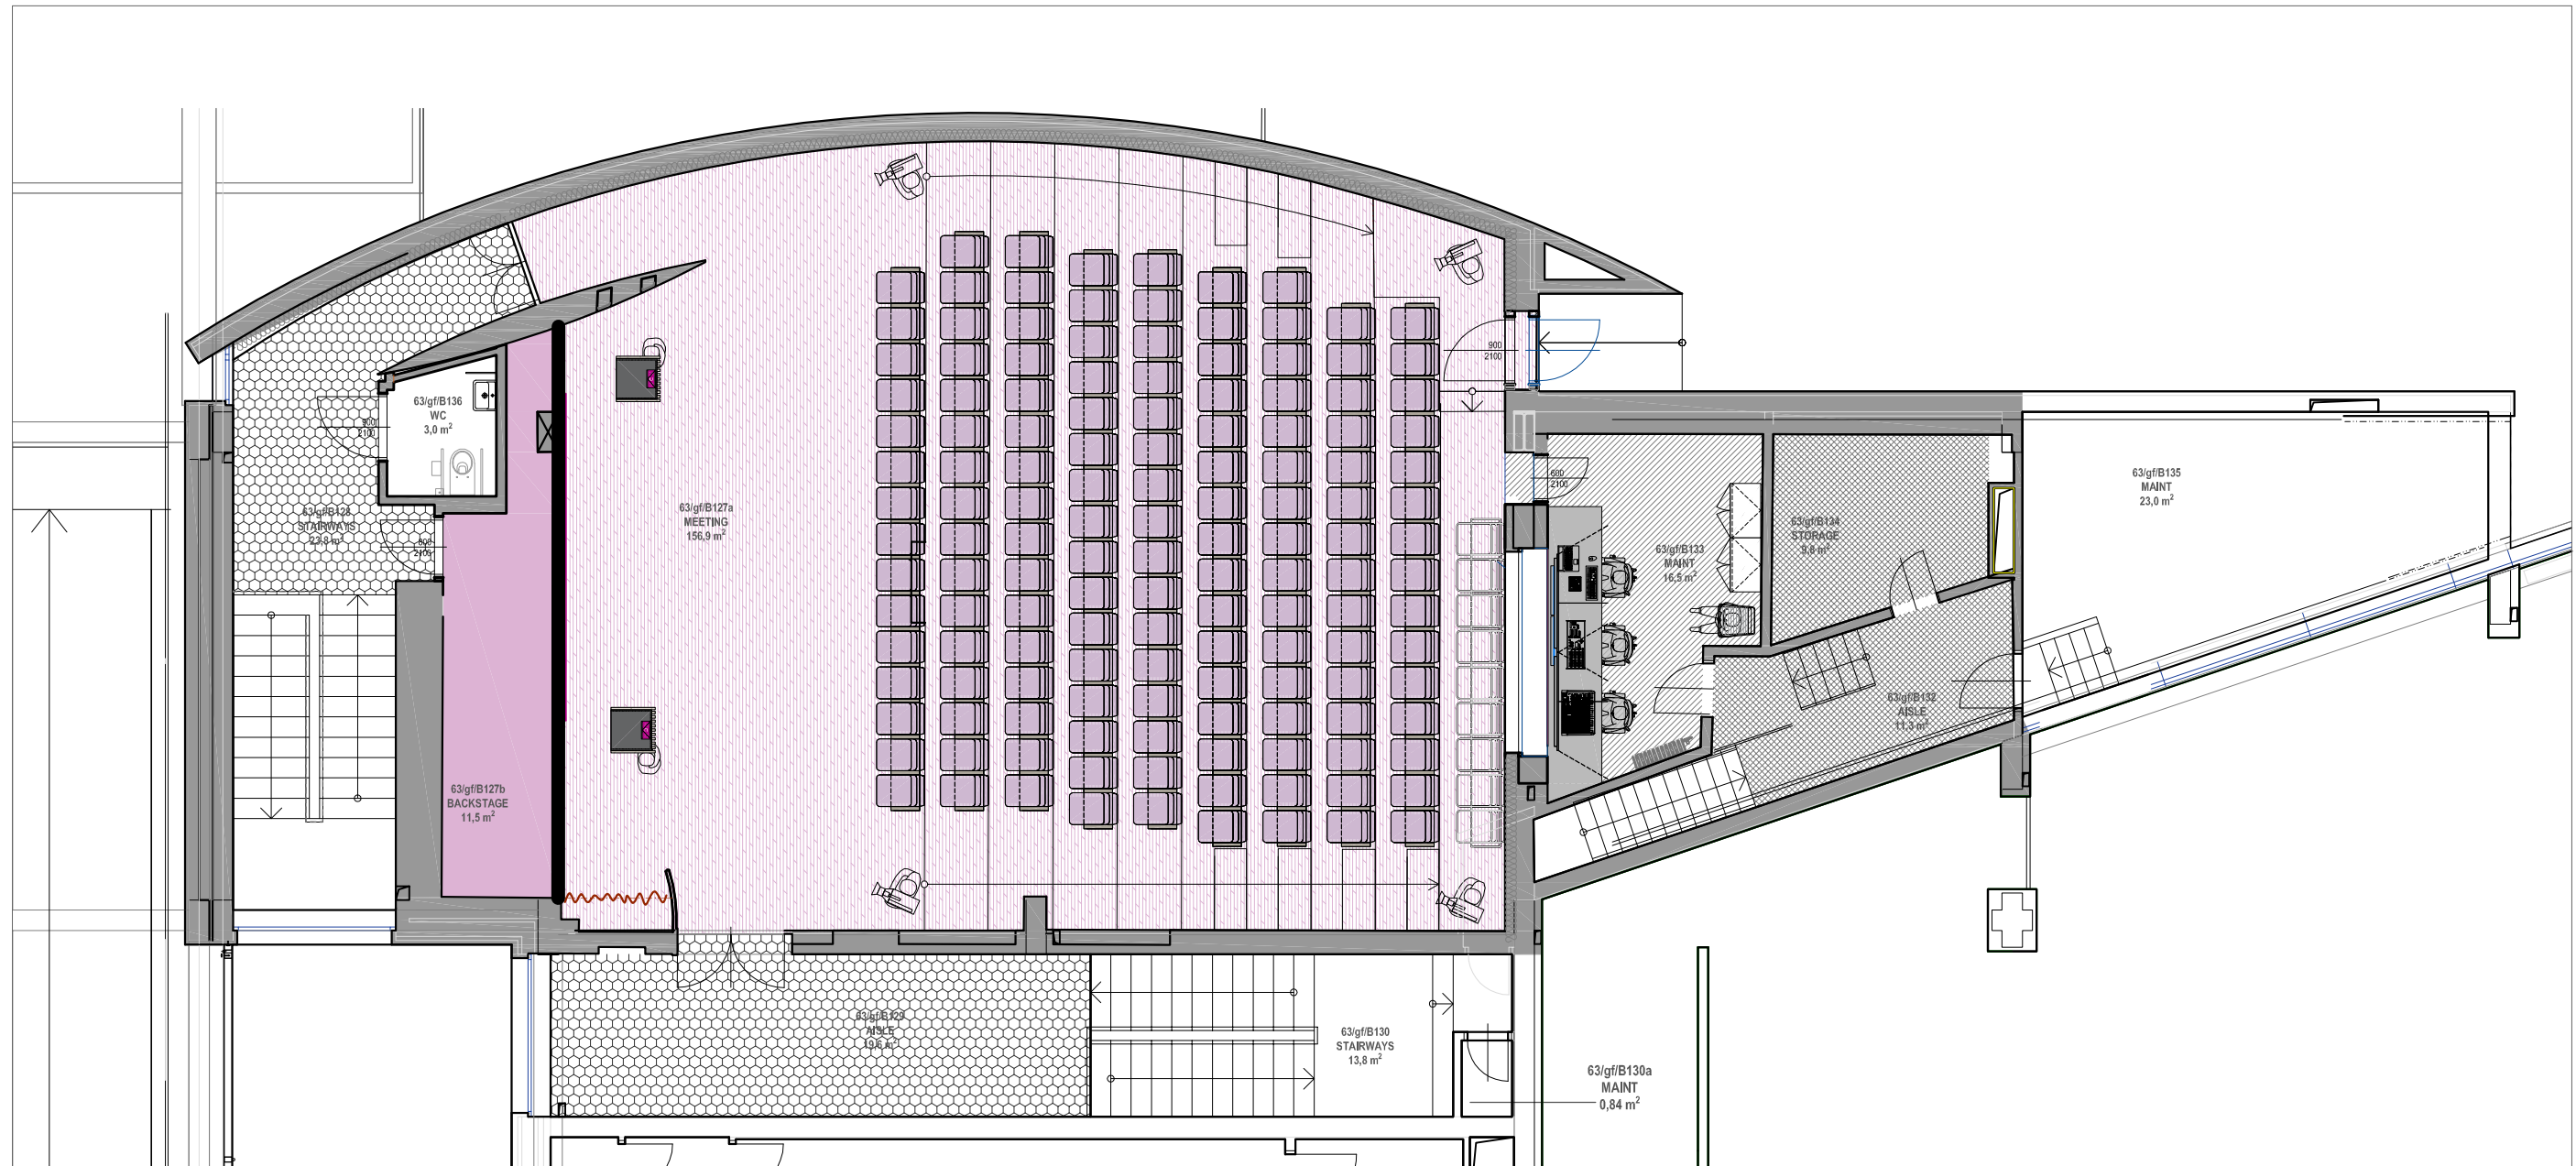 63/gf/B136
WC
3,0 m²
900
2100
900
2100
63/gf/B135
MAINT
23,0 m²
600
2100
63/gf/B128
STAIRWAYS
23,8 m²
800
2100
63/gf/B127a
MEETING
156,9 m²
63/gf/B133
MAINT
16,5 m²
63/gf/B134
STORAGE
9,8 m²
63/gf/B132
AISLE
11,3 m²
63/gf/B127b
BACKSTAGE
11,5 m²
63/gf/B129
AISLE
19,6 m²
63/gf/B130
STAIRWAYS
13,8 m²
63/gf/B130a
MAINT
0,84 m²